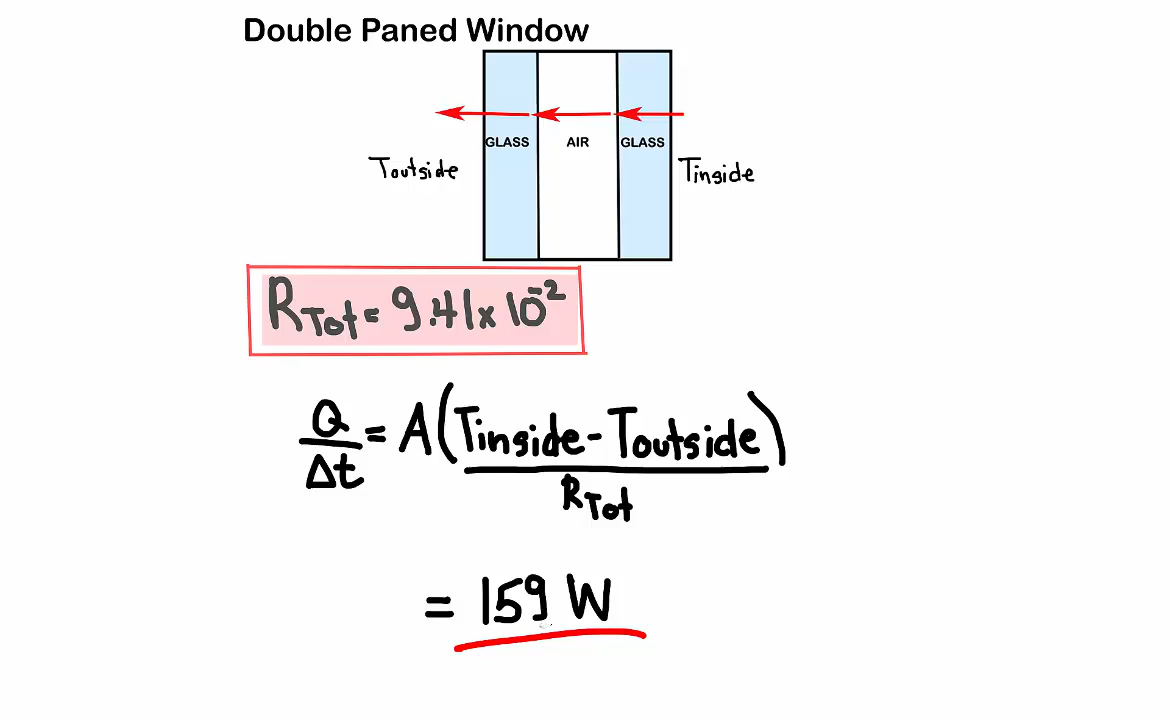 Double Paned Window
GLASS AIR GLASS
Toutside Tinside
RTot = 9.41x10⁻²
Q/Δt = A(Tinside - Toutside)/RTot
= 159 W